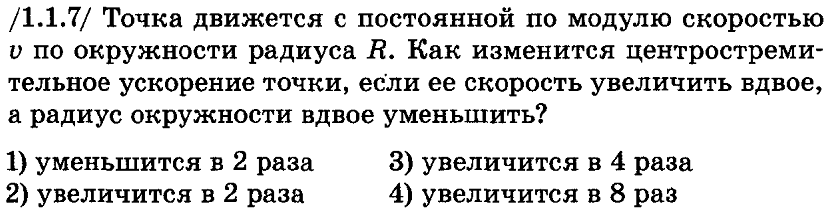 /1.1.7/ Точка движется с постоянной по модулю скоростью
v по окружности радиуса R. Как изменится центростреми-
тельное ускорение точки, если ее скорость увеличить вдвое,
а радиус окружности вдвое уменьшить?
1) уменьшится в 2 раза 3) увеличится в 4 раза
2) увеличится в 2 раза 4) увеличится в 8 раз